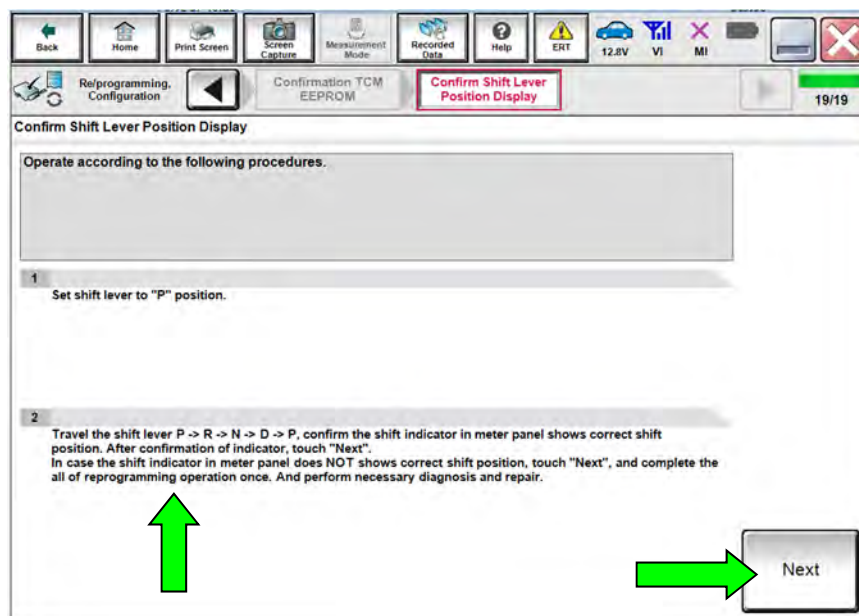 Back
Home
Print Screen
Screen
Capture
Measurement
Mode
Recorded
Data
Help
ERT
12.8V
VI
MI
Re/programming,
Configuration
Confirmation TCM
EEPROM
Confirm Shift Lever
Position Display
19/19
Confirm Shift Lever Position Display
Operate according to the following procedures.
1
Set shift lever to "P" position.
2
Travel the shift lever P -> R -> N -> D -> P, confirm the shift indicator in meter panel shows correct shift
position. After confirmation of indicator, touch "Next".
In case the shift indicator in meter panel does NOT shows correct shift position, touch "Next", and complete the
all of reprogramming operation once. And perform necessary diagnosis and repair.
Next